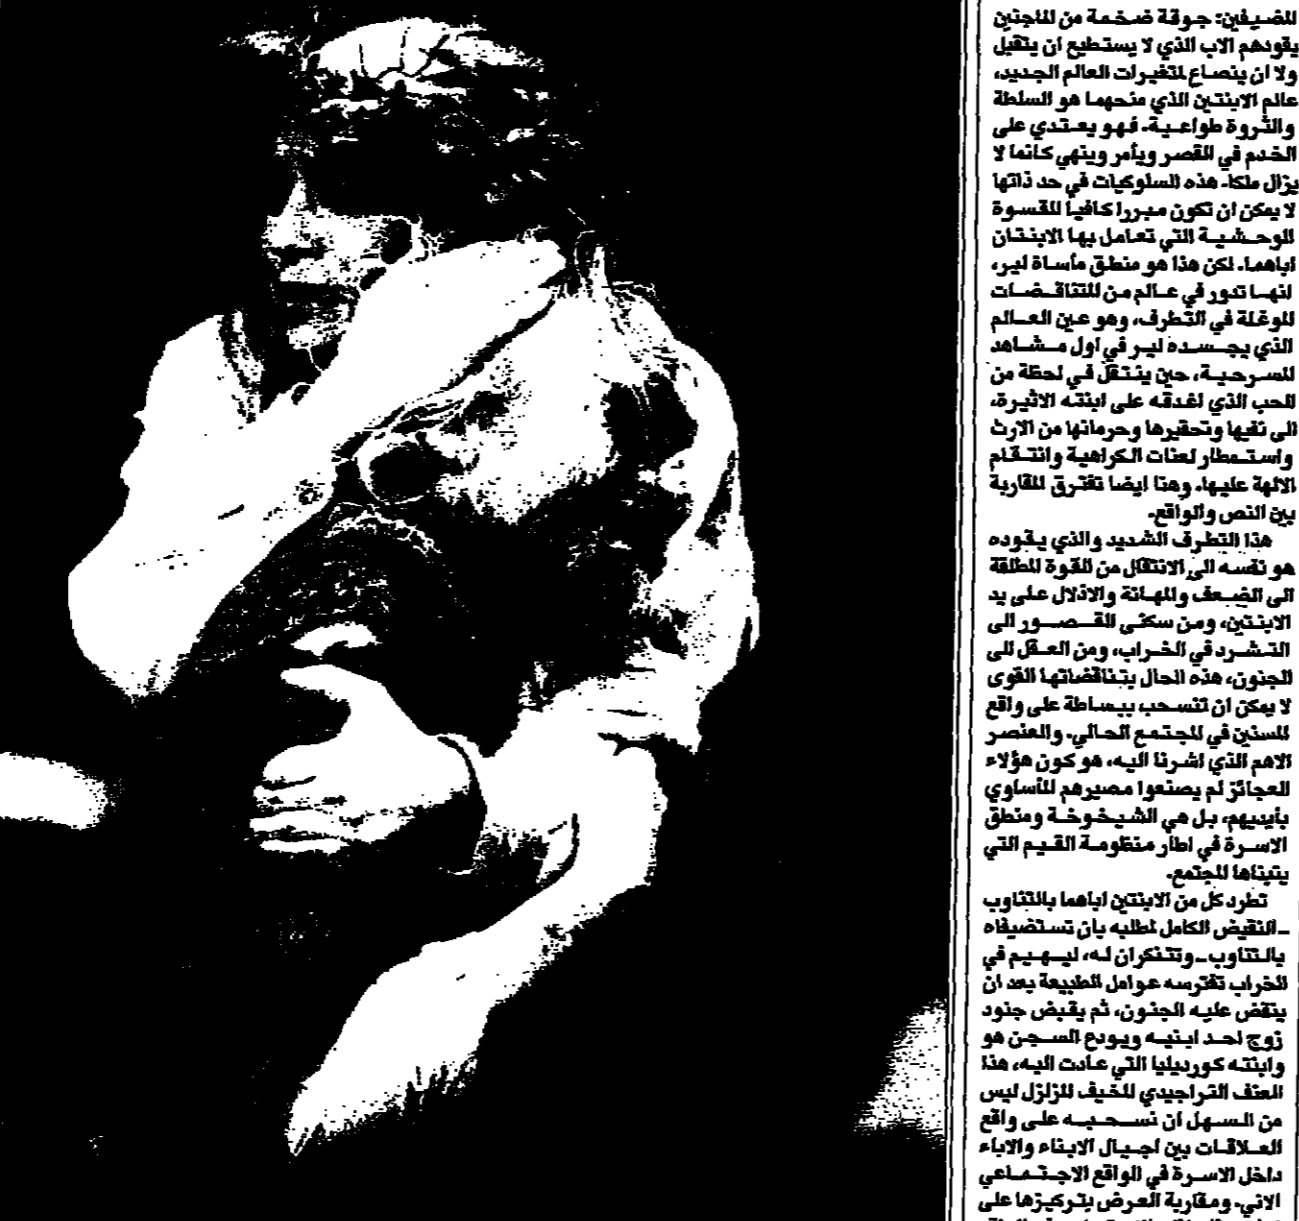 للضيفين: جوقة ضخمة من الماجنين
يقودهم الاب الذي لا يستطيع ان يتقبل
ولا ان ينصاع لمتغيرات العالم الجديد،
عالم الابنتين الذي منحهما هو السلطة
والثروة طواعية. فهو يعتدي على
الخدم في القصر ويأمر وينهي كانما لا
يزال ملكا. هذه السلوكيات في حد ذاتها
لا يمكن ان تكون مبررا كافيا للقسوة
الوحشية التي تعامل بها الابنتان
اباهما. لكن هذا هو منطق مأساة لير،
انها تدور في عالم من المتناقضات
الموغلة في التطرف، وهو عين العالم
الذي يجسده لير في اول مشاهد
المسرحية، حين ينتقل في لحظة من
الحب الذي اغدقه على ابنته الاثيرة،
الى نفيها وتحقيرها وحرمانها من الارث
واستمطار لعنات الكراهية وانتقام
الالهة عليها. وهنا ايضا تفترق المقاربة
بين النص والواقع.
هذا التطرف الشديد والذي يقوده
هو نفسه الى الانتقال من القوة المطلقة
الى الضعف والمهانة والاذلال على يد
الابنتين، ومن سكنى القصور الى
التشرد في الخراب، ومن العقل الى
الجنون، هذه الحال بتناقضاتها القوى
لا يمكن ان تنسحب ببساطة على واقع
المسنين في المجتمع الحالي. والعنصر
الاهم الذي اشرنا اليه، هو كون هؤلاء
العجائز لم يصنعوا مصيرهم المأساوي
بأيديهم، بل هي الشيخوخة ومنطق
الاسرة في اطار منظومة القيم التي
يتبناها المجتمع.
تطرد كل من الابنتين اباهما بالتناوب
ـ النقيض الكامل لمطلبه بان تستضيفاه
بالتناوب ـ وتتنكران له، ليهيم في
الخراب تفترسه عوامل الطبيعة بعد ان
ينقض عليه الجنون، ثم يقبض جنود
زوج احد ابنتيه ويودع السجن هو
وابنته كورديليا التي عادت اليه، هذا
العنف التراجيدي المخيف المزلزل ليس
من السهل ان نسحبه على واقع
العلاقات بين اجيال الابناء والاباء
داخل الاسرة في الواقع الاجتماعي
الاني. ومقاربة العرض بتركيزها على